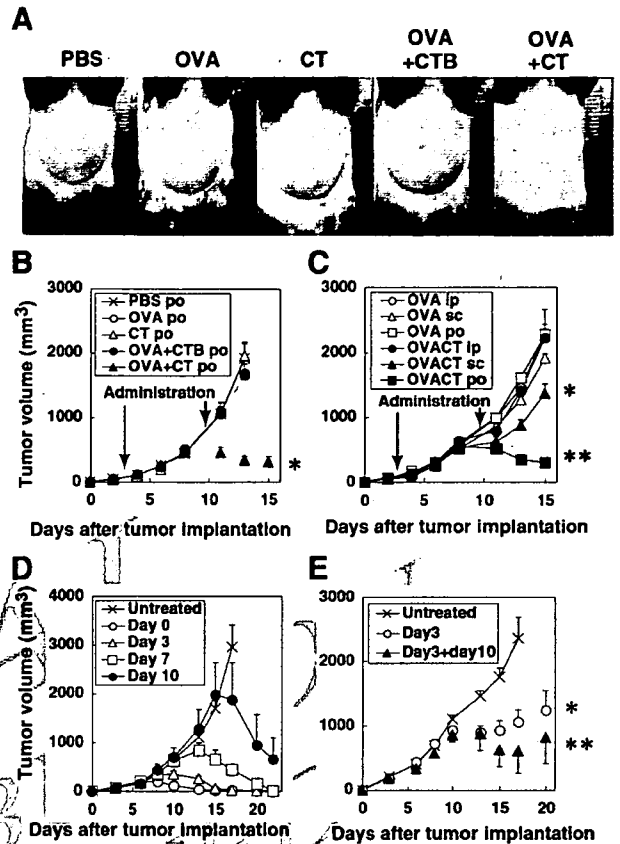 A
PBS
OVA
CT
OVA
+CTB
OVA
+CT
B
Tumor volume (mm³)
3000
2000
1000
0
PBS po
OVA po
CT po
OVA+CTB po
OVA+CT po
Administration
*
0
5
10
15
Days after tumor implantation
C
3000
2000
1000
0
OVA ip
OVA sc
OVA po
OVACT ip
OVACT sc
OVACT po
Administration
*
**
0
5
10
15
Days after tumor implantation
D
Tumor volume (mm³)
4000
3000
2000
1000
0
Untreated
Day 0
Day 3
Day 7
Day 10
0
5
10
15
20
Days after tumor implantation
E
3000
2000
1000
0
Untreated
Day3
Day3+day10
*
**
0
5
10
15
20
Days after tumor implantation